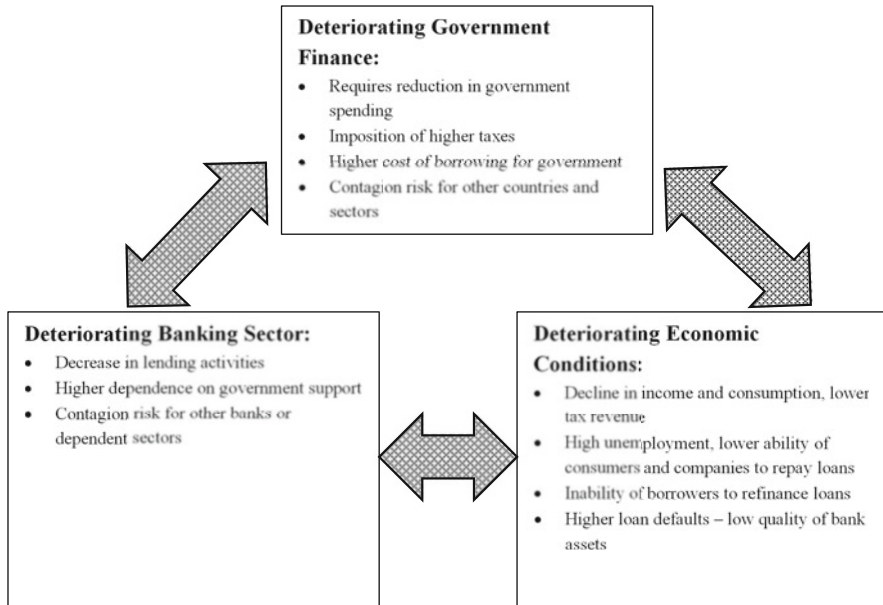 Deteriorating Government
Finance:
• Requires reduction in government
spending
• Imposition of higher taxes
• Higher cost of borrowing for government
• Contagion risk for other countries and
sectors
Deteriorating Banking Sector:
• Decrease in lending activities
• Higher dependence on government support
• Contagion risk for other banks or
dependent sectors
Deteriorating Economic
Conditions:
• Decline in income and consumption, lower
tax revenue
• High unemployment, lower ability of
consumers and companies to repay loans
• Inability of borrowers to refinance loans
• Higher loan defaults – low quality of bank
assets